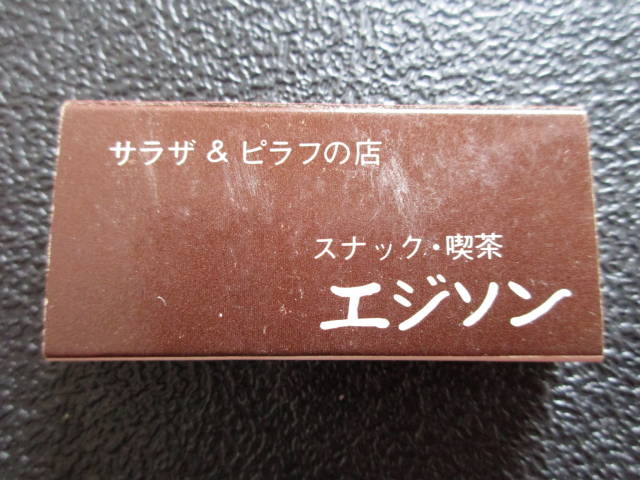 サラザ & ピラフの店
スナック・喫茶
エジソン